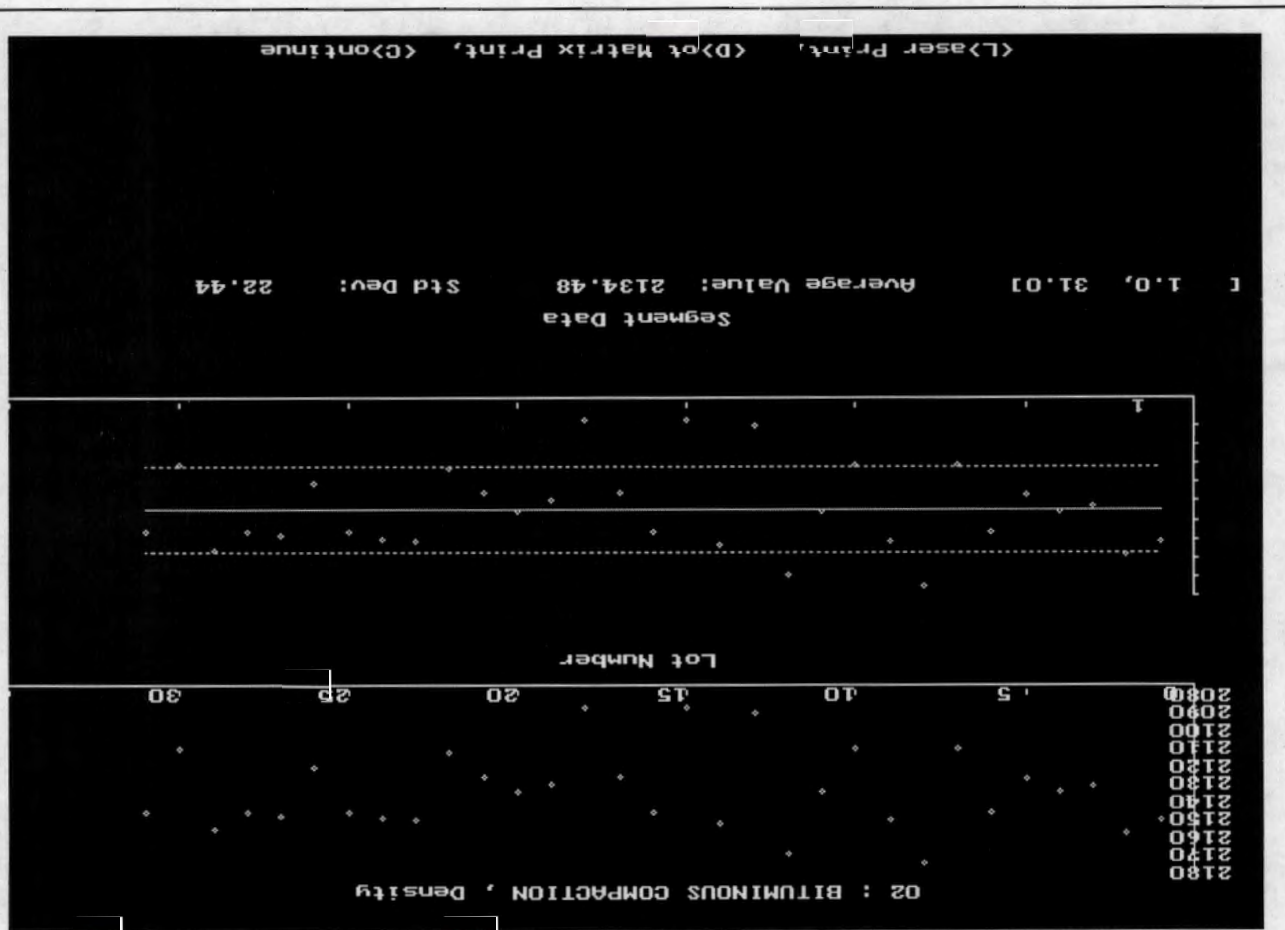 O2 : BITUMINOUS COMPACTION , Density
2180
2170
2160
2150
2140
2130
2120
2110
2100
2090
2080
0 5 10 15 20 25 30
Lot Number
1
Segment Data
[ 1.0, 31.0] Average Value: 2134.48 Std Dev: 22.44
<L>aser Print, <D>ot Matrix Print, <C>ontinue